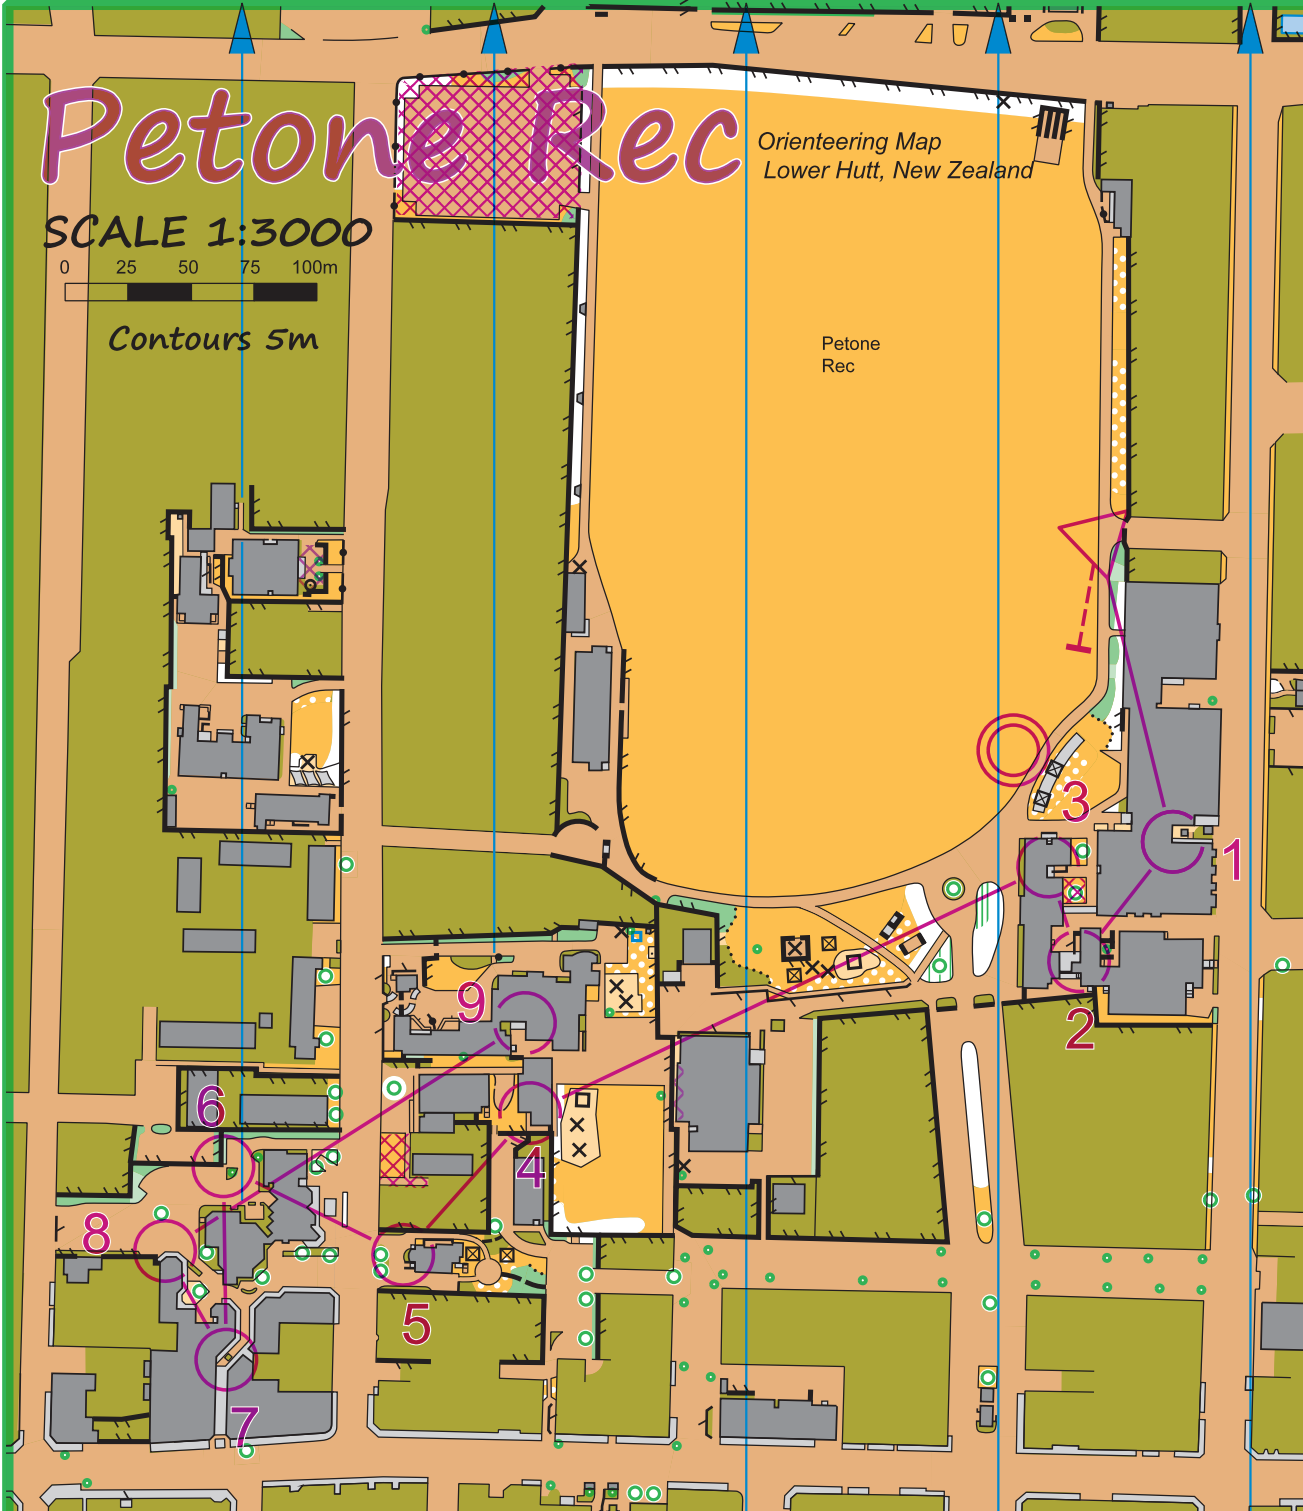 Petone Rec
Orienteering Map
Lower Hutt, New Zealand
SCALE 1:3000
0 25 50 75 100m
Contours 5m
Petone
Rec
3
1
9
2
6
4
8
5
7